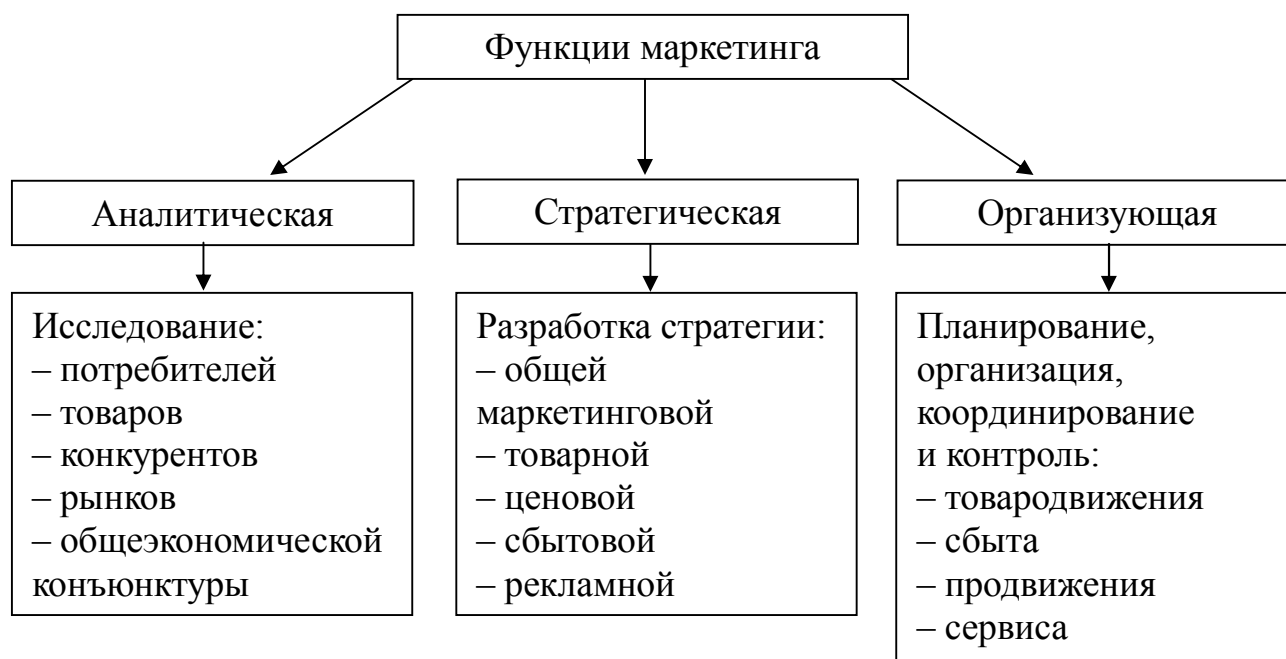 Функции маркетинга
Аналитическая
Стратегическая
Организующая
Исследование:
– потребителей
– товаров
– конкурентов
– рынков
– общеэкономической
конъюнктуры
Разработка стратегии:
– общей
маркетинговой
– товарной
– ценовой
– сбытовой
– рекламной
Планирование,
организация,
координирование
и контроль:
– товародвижения
– сбыта
– продвижения
– сервиса